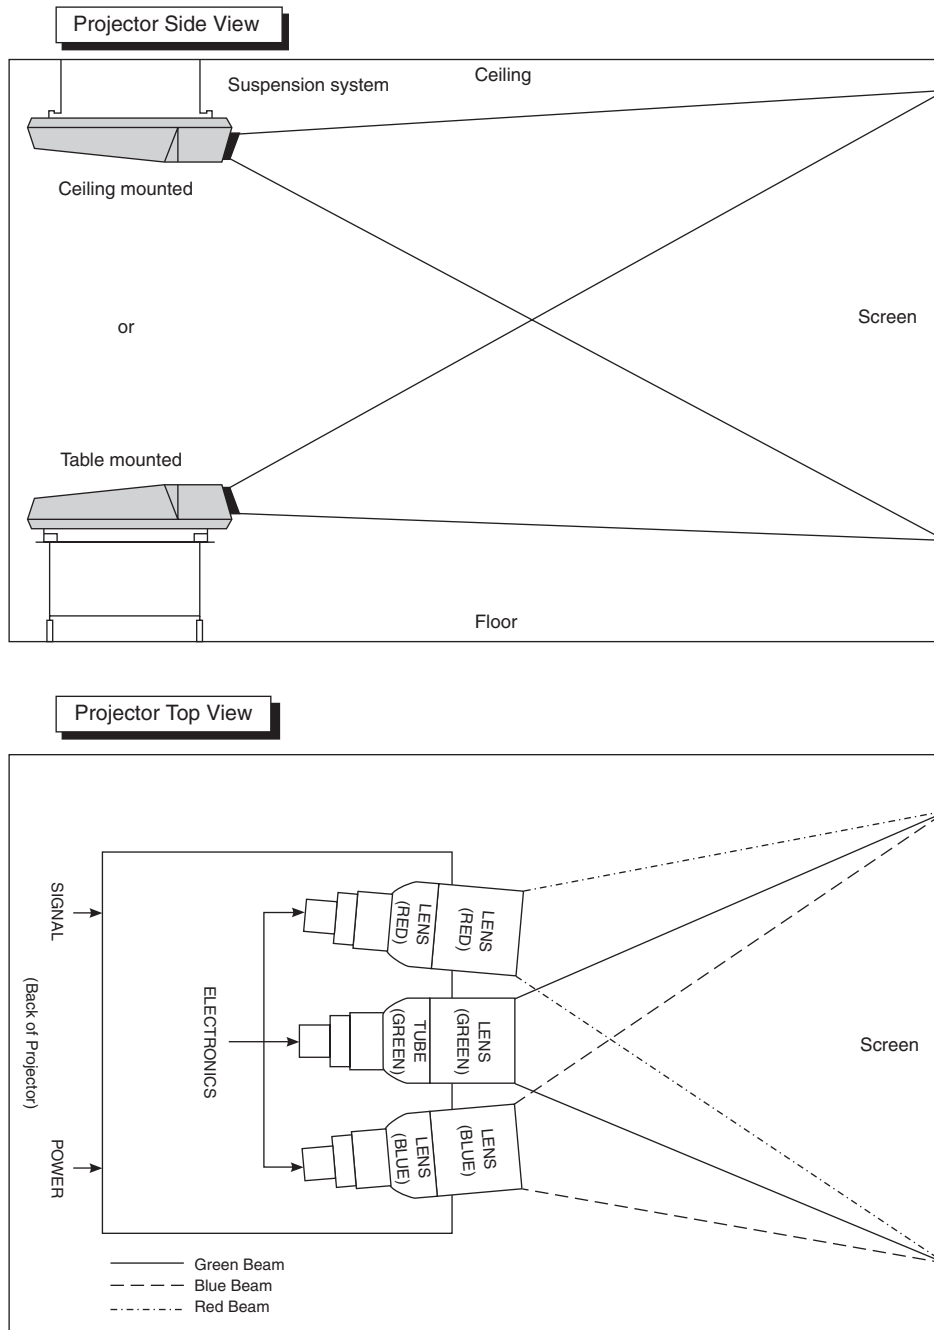 Projector Side View
Suspension system
Ceiling
Ceiling mounted
or
Screen
Table mounted
Floor
Projector Top View
SIGNAL
(Back of Projector)
POWER
ELECTRONICS
LENS
(RED)
LENS
(RED)
TUBE
(GREEN)
LENS
(GREEN)
LENS
(BLUE)
LENS
(BLUE)
Screen
Green Beam
Blue Beam
Red Beam